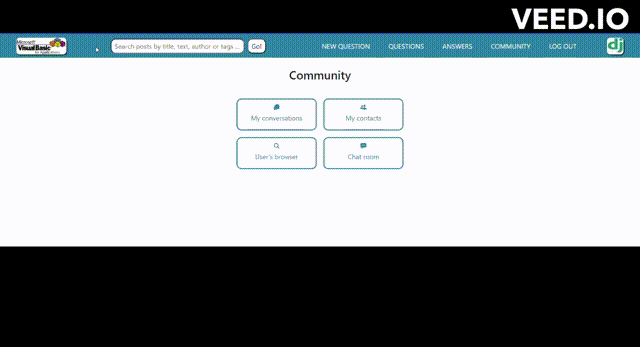 VEED.IO
Microsoft
Visual Basic
for Applications
Search posts by title, text, author or tags ...
Go!
NEW QUESTION
QUESTIONS
ANSWERS
COMMUNITY
LOG OUT
dj
Community
My conversations
My contacts
User's browser
Chat room